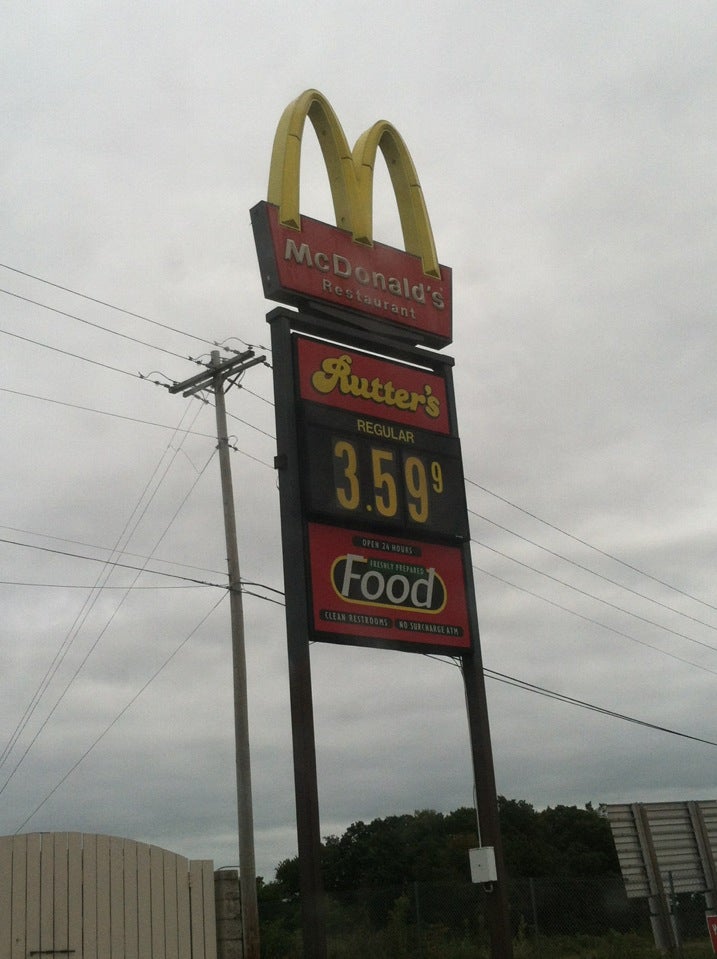 McDonald's
Restaurant
Rutter's
REGULAR
3.59 9
OPEN 24 HOURS
FRESHLY PREPARED
Food
CLEAN RESTROOMS NO SURCHARGE ATM